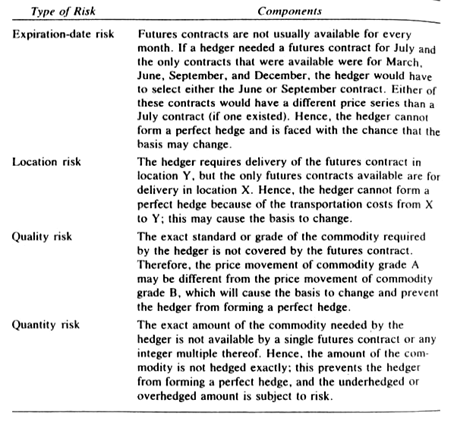 Type of Risk Components
Expiration-date risk Futures contracts are not usually available for every
month. If a hedger needed a futures contract for July and
the only contracts that were available were for March,
June, September, and December, the hedger would have
to select either the June or September contract. Either of
these contracts would have a different price series than a
July contract (if one existed). Hence, the hedger cannot
form a perfect hedge and is faced with the chance that the
basis may change.
Location risk The hedger requires delivery of the futures contract in
location Y, but the only futures contracts available are for
delivery in location X. Hence, the hedger cannot form a
perfect hedge because of the transportation costs from X
to Y; this may cause the basis to change.
Quality risk The exact standard or grade of the commodity required
by the hedger is not covered by the futures contract.
Therefore, the price movement of commodity grade A
may be different from the price movement of commodity
grade B, which will cause the basis to change and prevent
the hedger from forming a perfect hedge.
Quantity risk The exact amount of the commodity needed by the
hedger is not available by a single futures contract or any
integer multiple thereof. Hence, the amount of the com-
modity is not hedged exactly; this prevents the hedger
from forming a perfect hedge, and the underhedged or
overhedged amount is subject to risk.